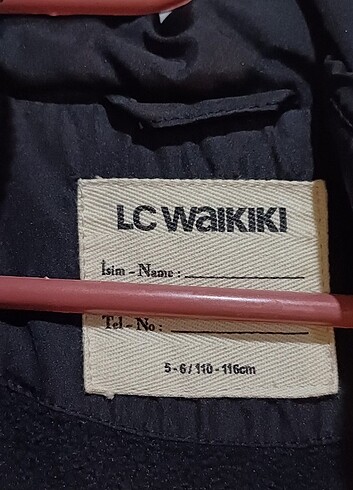 LC WAIKIKI
İsim - Name :
Tel - No :
5 - 6 / 110 - 116cm